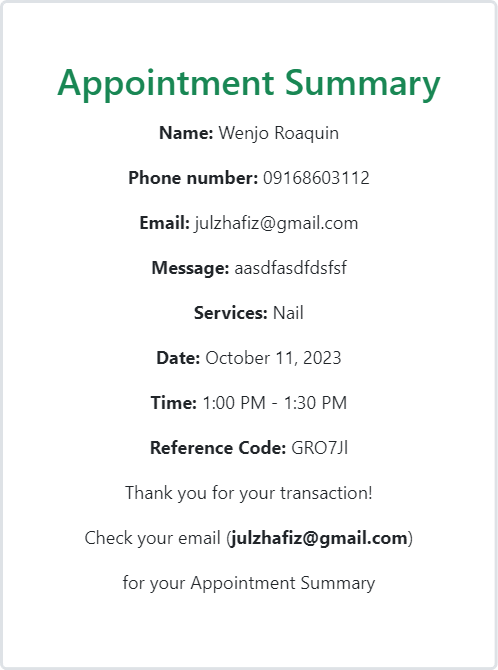 Appointment Summary
Name: Wenjo Roaquin
Phone number: 09168603112
Email: julzhafiz@gmail.com
Message: aasdfasdfdsfsf
Services: Nail
Date: October 11, 2023
Time: 1:00 PM - 1:30 PM
Reference Code: GRO7Jl
Thank you for your transaction!
Check your email (julzhafiz@gmail.com)
for your Appointment Summary